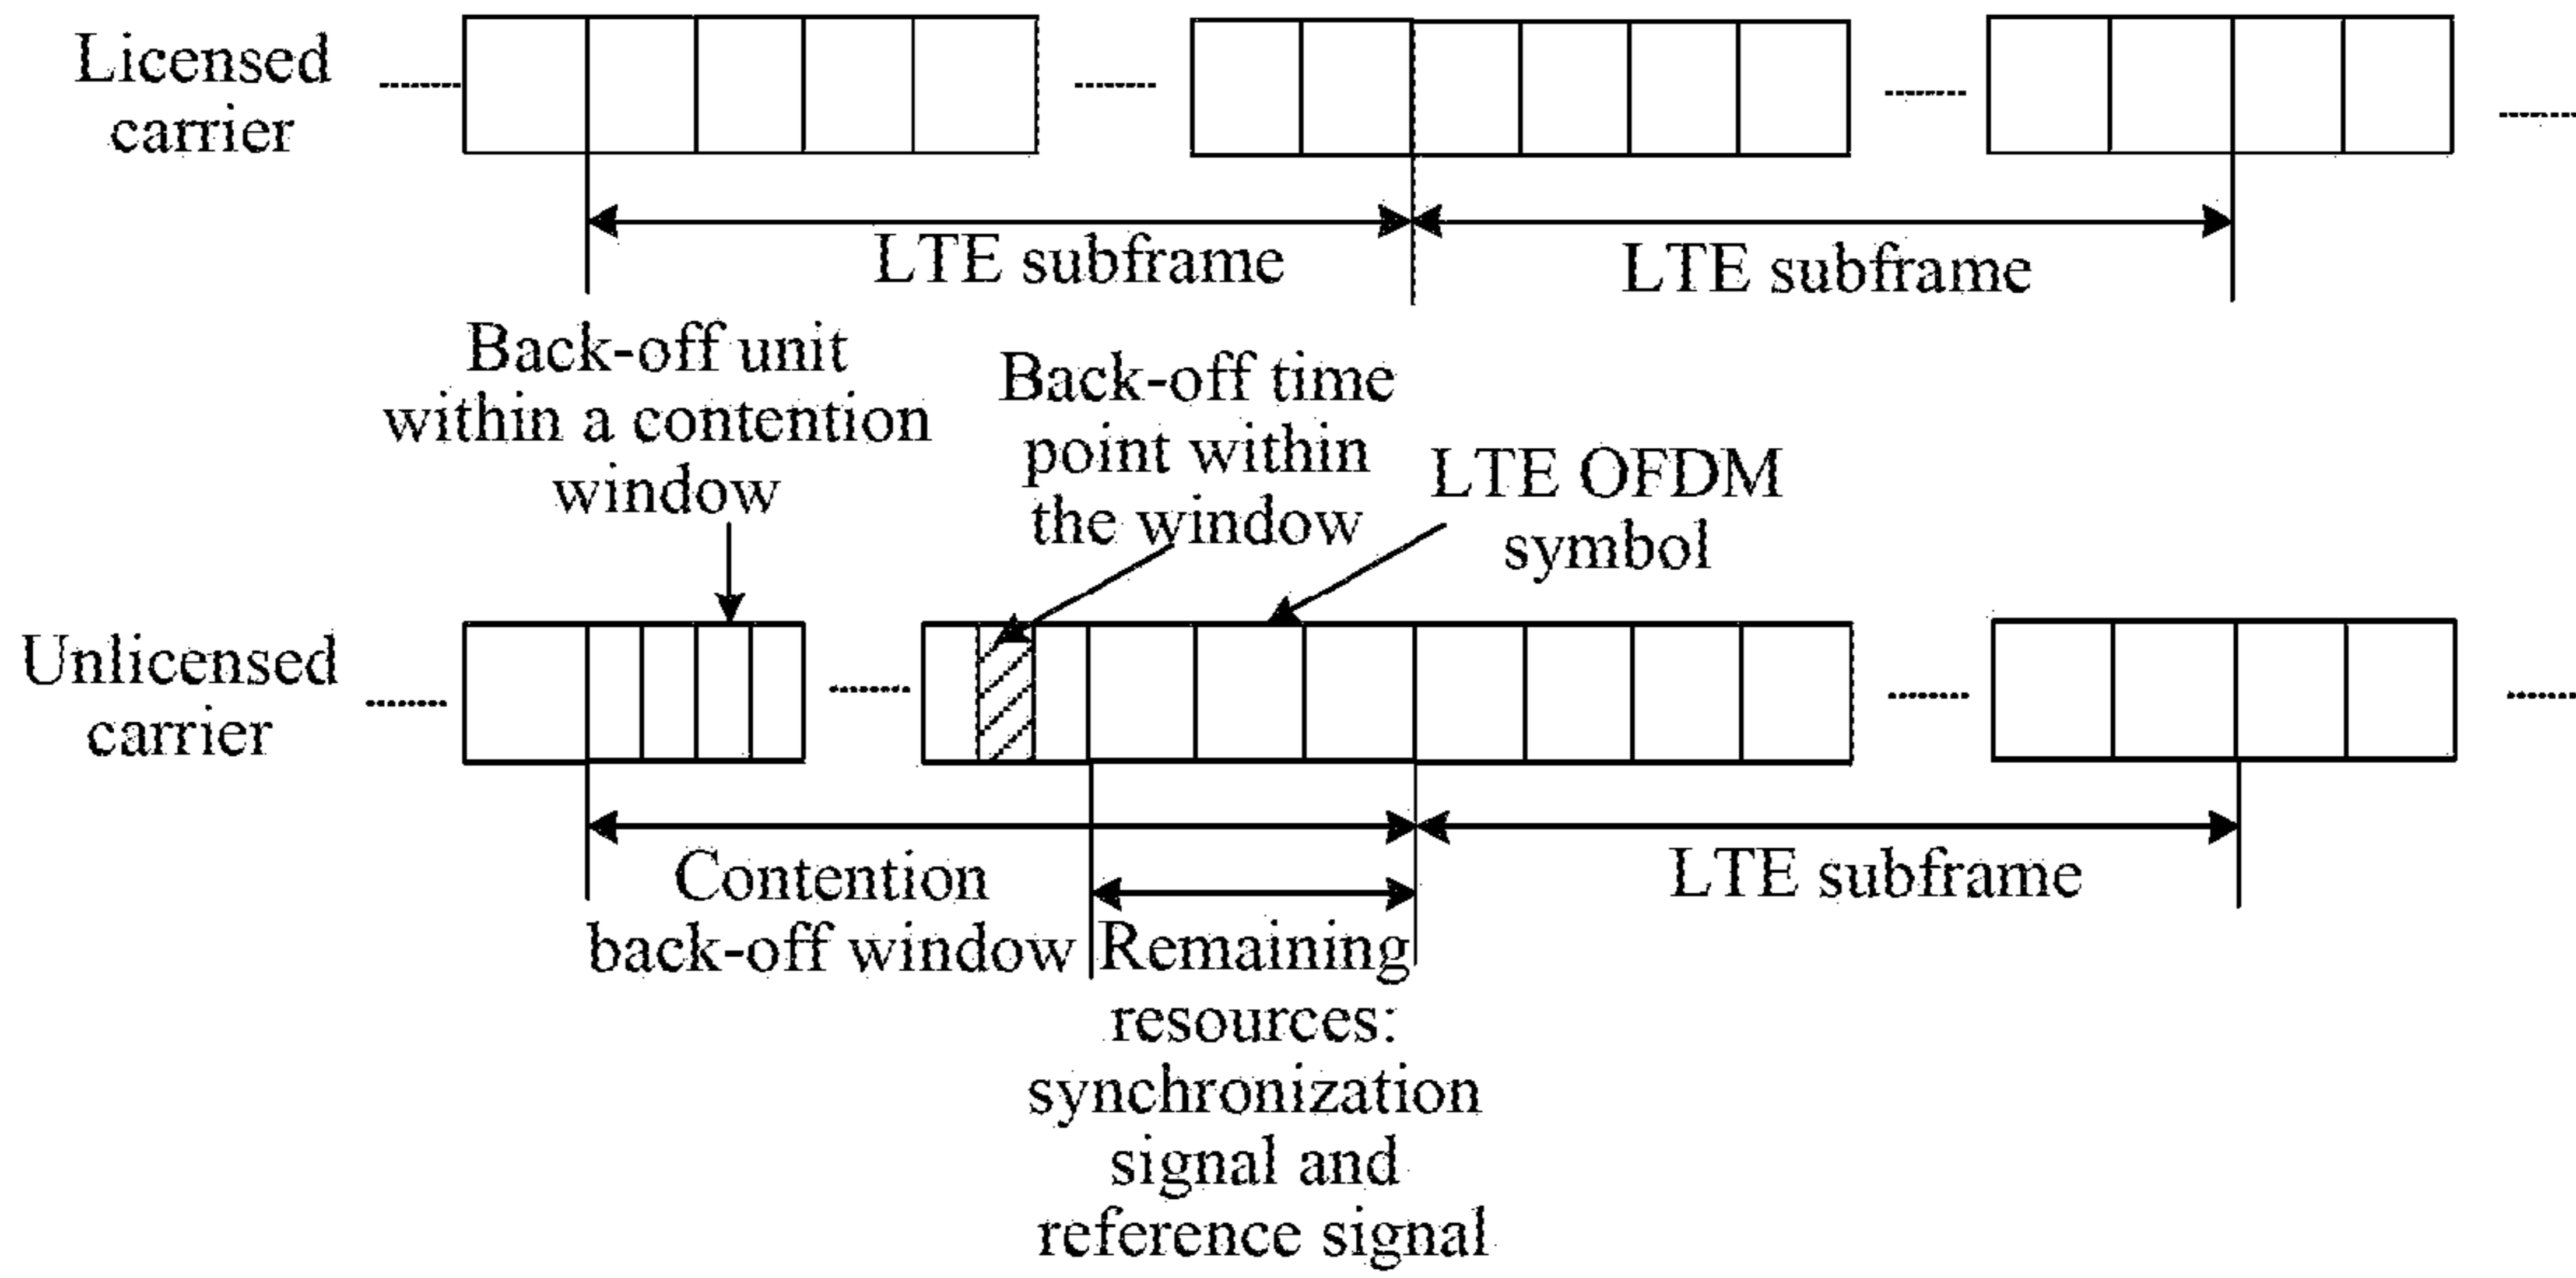 Licensed
carrier
LTE subframe
LTE subframe
Back-off unit
within a contention
window
Back-off time
point within
the window
LTE OFDM
symbol
Unlicensed
carrier
Contention
back-off window
LTE subframe
Remaining
resources:
synchronization
signal and
reference signal